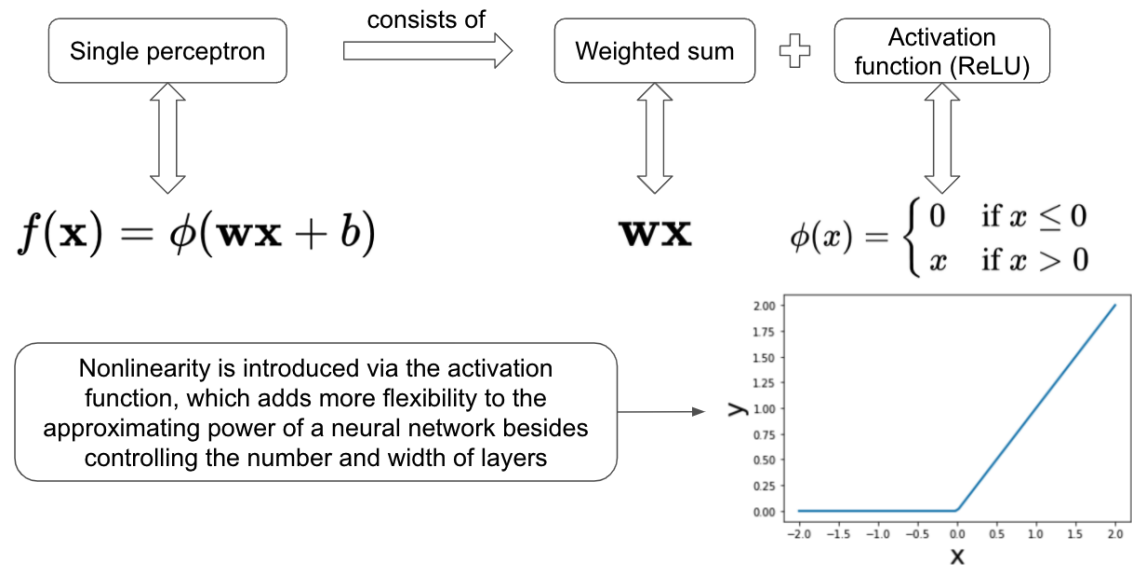 consists of
Single perceptron
Weighted sum
Activation
function (ReLU)
f(x) = ϕ(wx + b)
wx
ϕ(x) = { 0 if x ≤ 0
x if x > 0
Nonlinearity is introduced via the activation
function, which adds more flexibility to the
approximating power of a neural network besides
controlling the number and width of layers
2.00
1.75
1.50
1.25
1.00
0.75
0.50
0.25
0.00
y
−2.0 −1.5 −1.0 −0.5 0.0 0.5 1.0 1.5 2.0
x